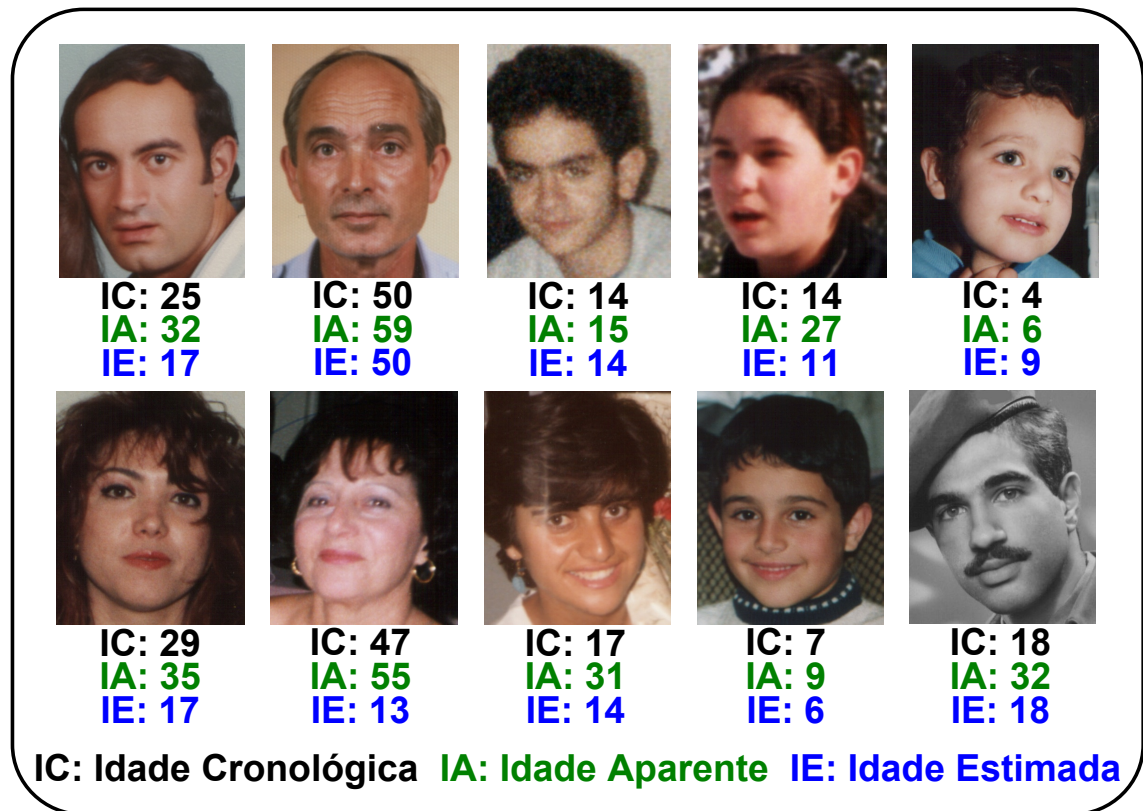 IC: 25 IC: 50 IC: 14 IC: 14 IC: 4
IA: 32 IA: 59 IA: 15 IA: 27 IA: 6
IE: 17 IE: 50 IE: 14 IE: 11 IE: 9
IC: 29 IC: 47 IC: 17 IC: 7 IC: 18
IA: 35 IA: 55 IA: 31 IA: 9 IA: 32
IE: 17 IE: 13 IE: 14 IE: 6 IE: 18
IC: Idade Cronológica IA: Idade Aparente IE: Idade Estimada